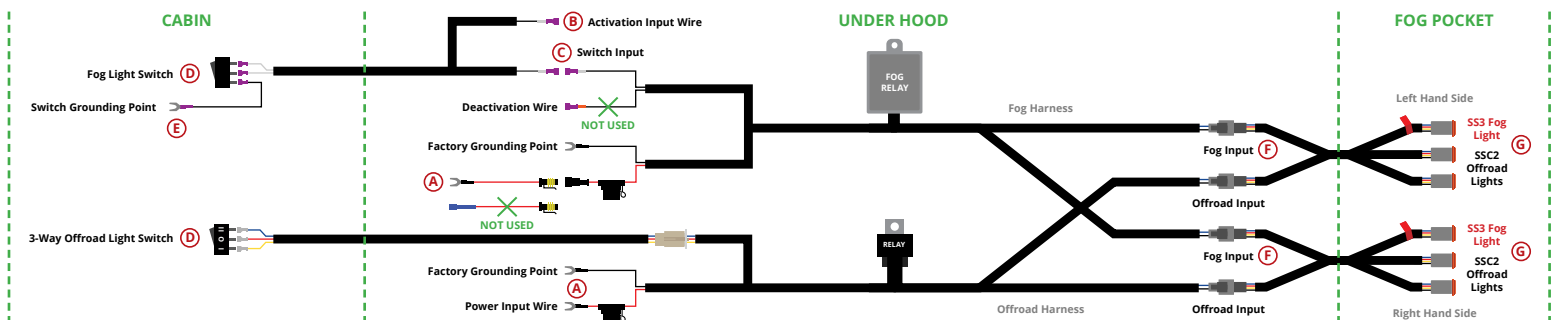 CABIN
UNDER HOOD
FOG POCKET
B Activation Input Wire
C Switch Input
Fog Light Switch D
Switch Grounding Point
E
Deactivation Wire
NOT USED
FOG
RELAY
Fog Harness
Left Hand Side
SS3 Fog
Light
G
SSC2
Offroad
Lights
Fog Input F
Factory Grounding Point
A
NOT USED
Offroad Input
3-Way Offroad Light Switch D
RELAY
SS3 Fog
Light
G
SSC2
Offroad
Lights
Fog Input F
Factory Grounding Point
A
Power Input Wire
Offroad Harness
Offroad Input
Right Hand Side